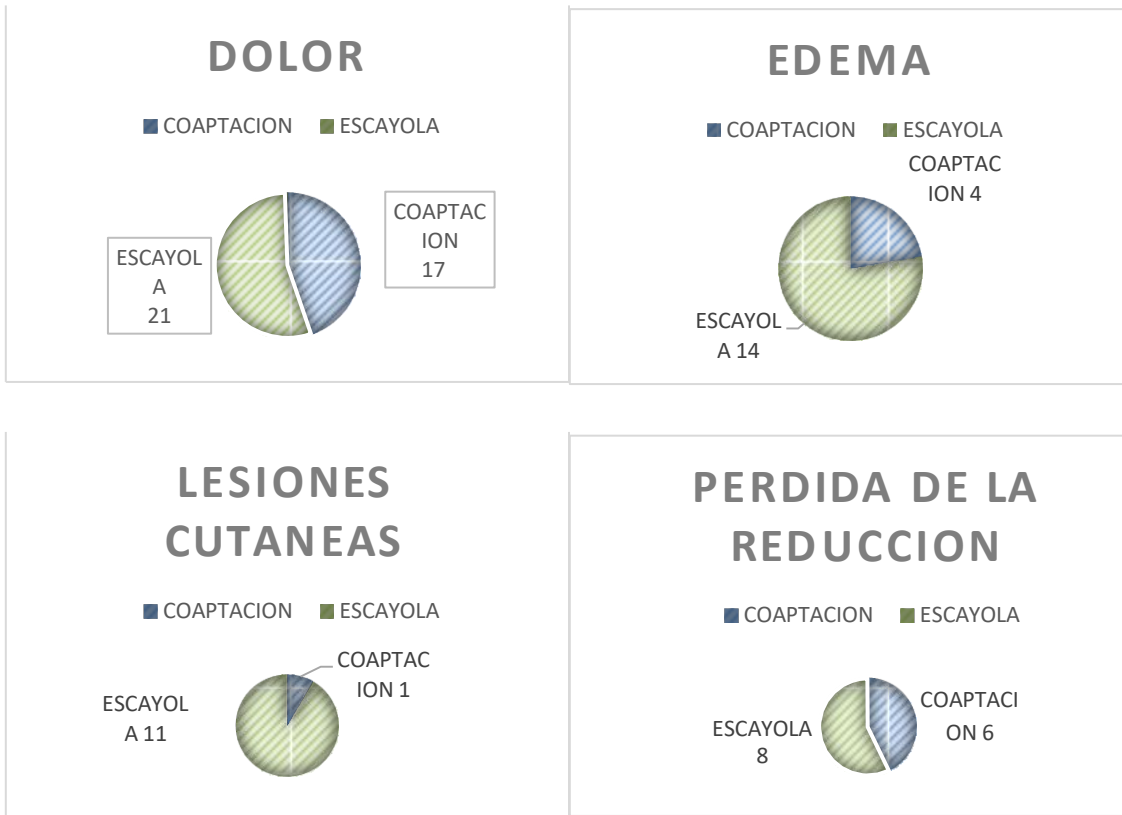 DOLOR
COAPTACION ESCAYOLA
COAPTAC
ION
17
ESCAYOL
A
21
EDEMA
COAPTACION ESCAYOLA
COAPTAC
ION 4
ESCAYOL
A 14
LESIONES
CUTANEAS
COAPTACION ESCAYOLA
COAPTAC
ION 1
ESCAYOL
A 11
PERDIDA DE LA
REDUCCION
COAPTACION ESCAYOLA
COAPTACI
ON 6
ESCAYOLA
8